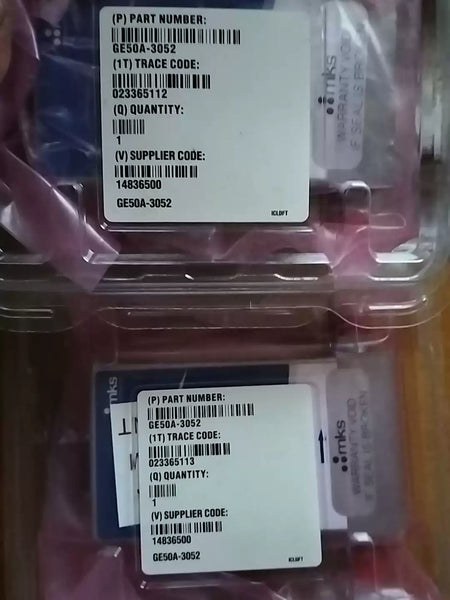 (P) PART NUMBER:
GE50A-3052
(1T) TRACE CODE:
023365112
(Q) QUANTITY:
1
(V) SUPPLIER CODE:
14836500
GE50A-3052
ICLDFT
mks
WARRANTY VOID
IF SEAL IS BROKEN
mks
(P) PART NUMBER:
GE50A-3052
(1T) TRACE CODE:
023365113
(Q) QUANTITY:
1
(V) SUPPLIER CODE:
14836500
GE50A-3052
ICLDFT
mks
WARRANTY VOID
IF SEAL IS BROKEN